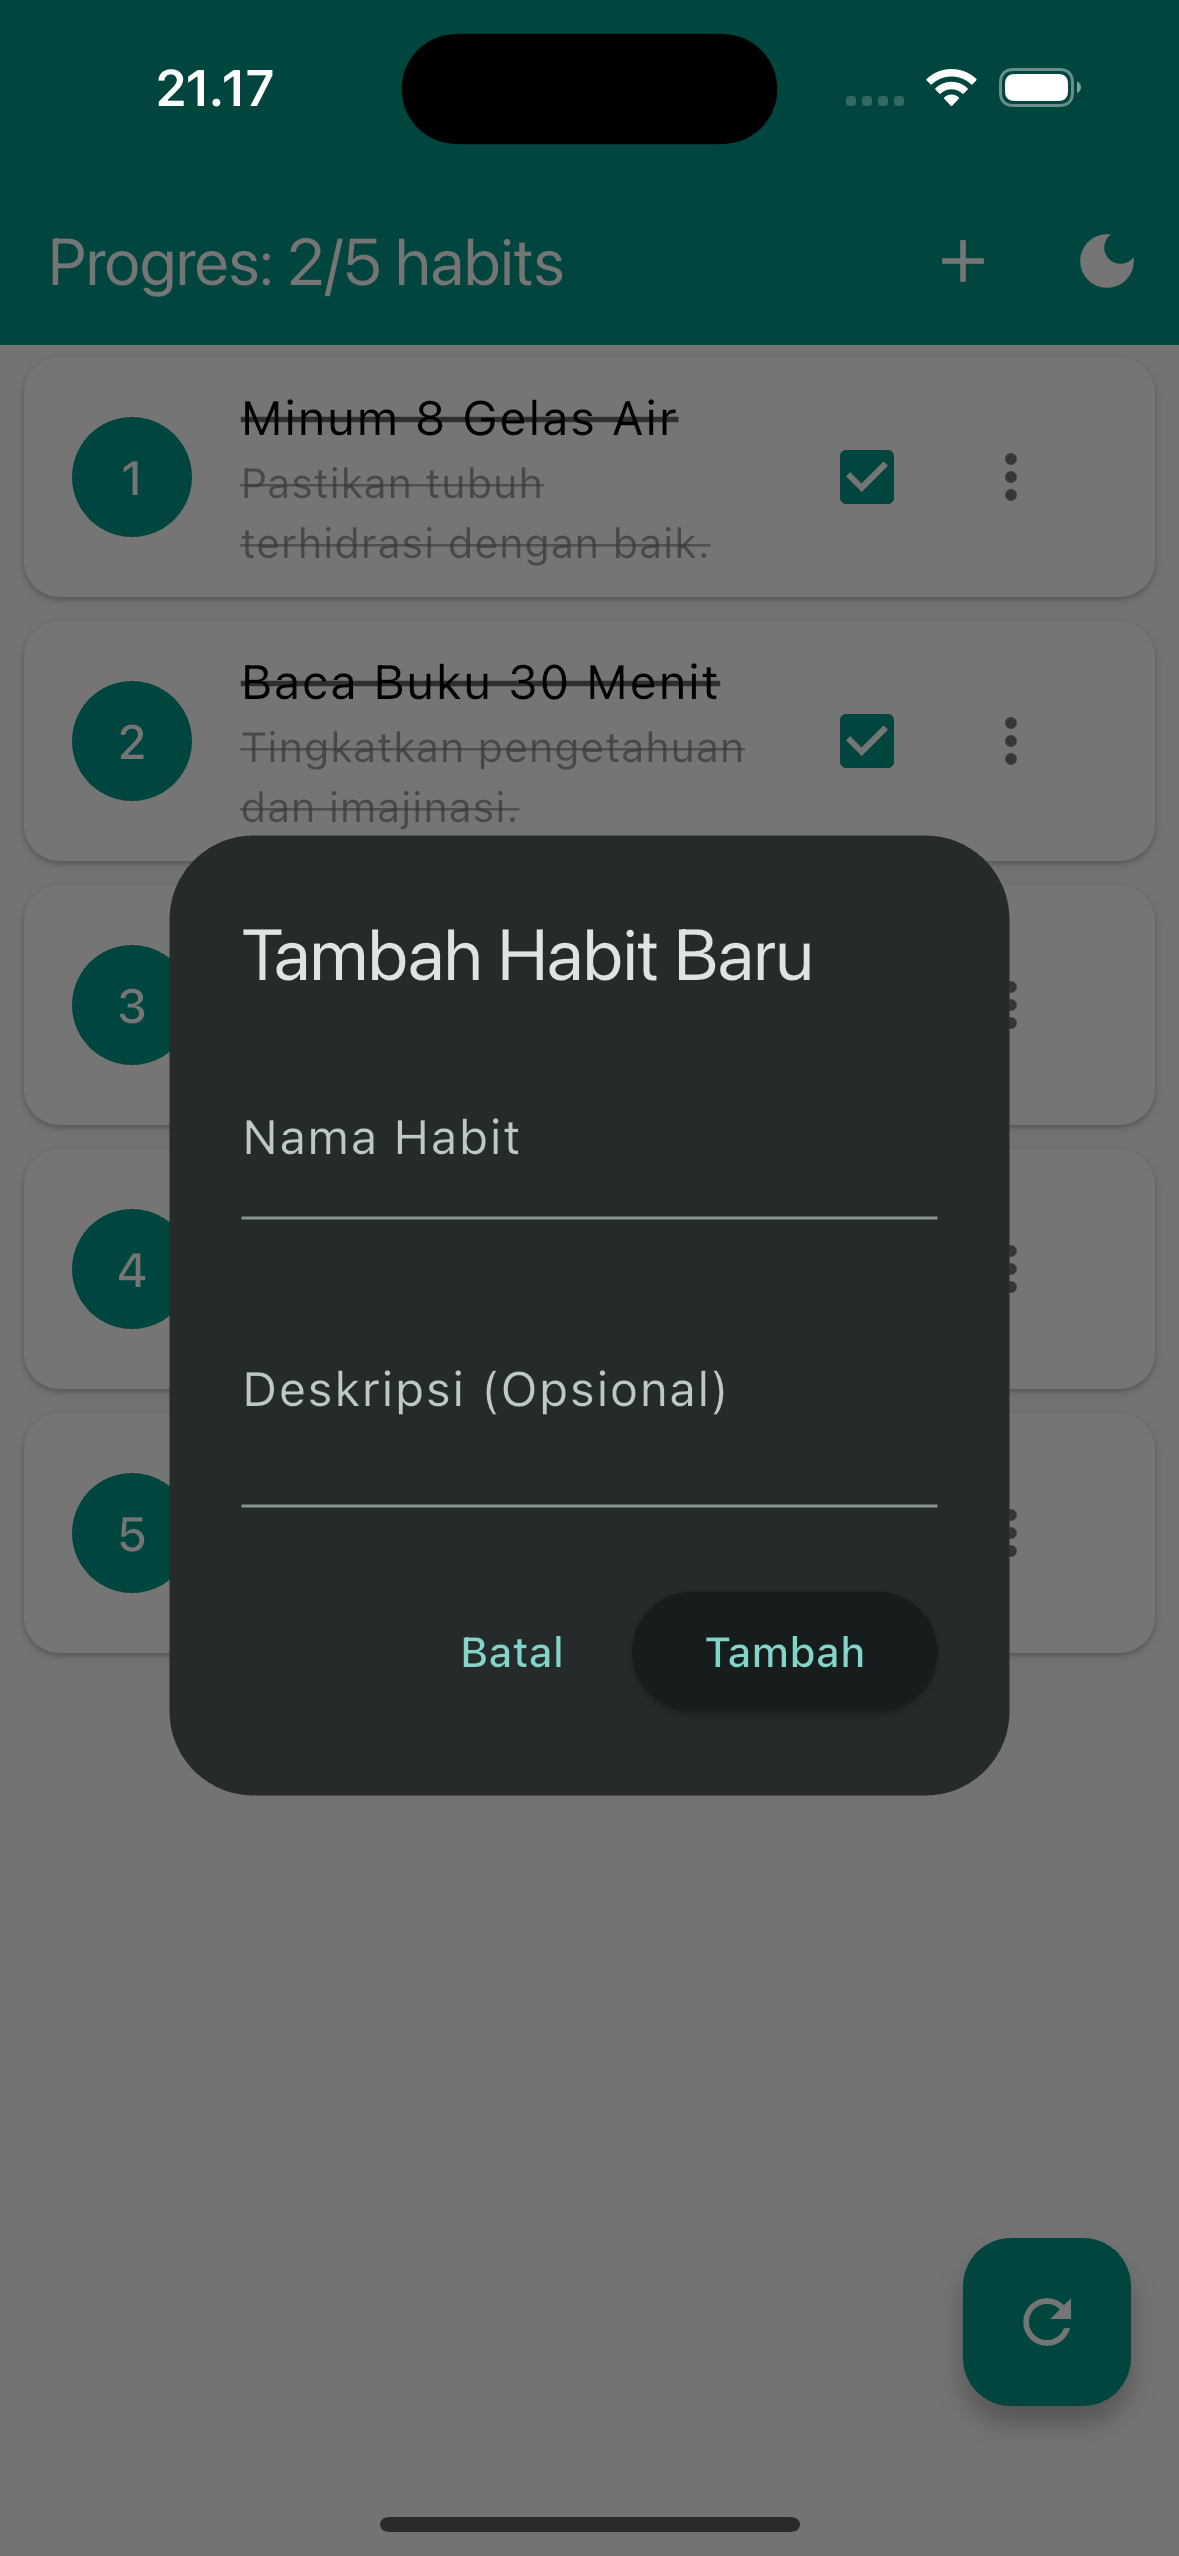 21.17
Progres: 2/5 habits
1
Minum 8 Gelas Air
Pastikan tubuh
terhidrasi dengan baik.
2
Baca Buku 30 Menit
Tingkatkan pengetahuan
dan imajinasi.
3
4
5
Tambah Habit Baru
Nama Habit
Deskripsi (Opsional)
Batal
Tambah